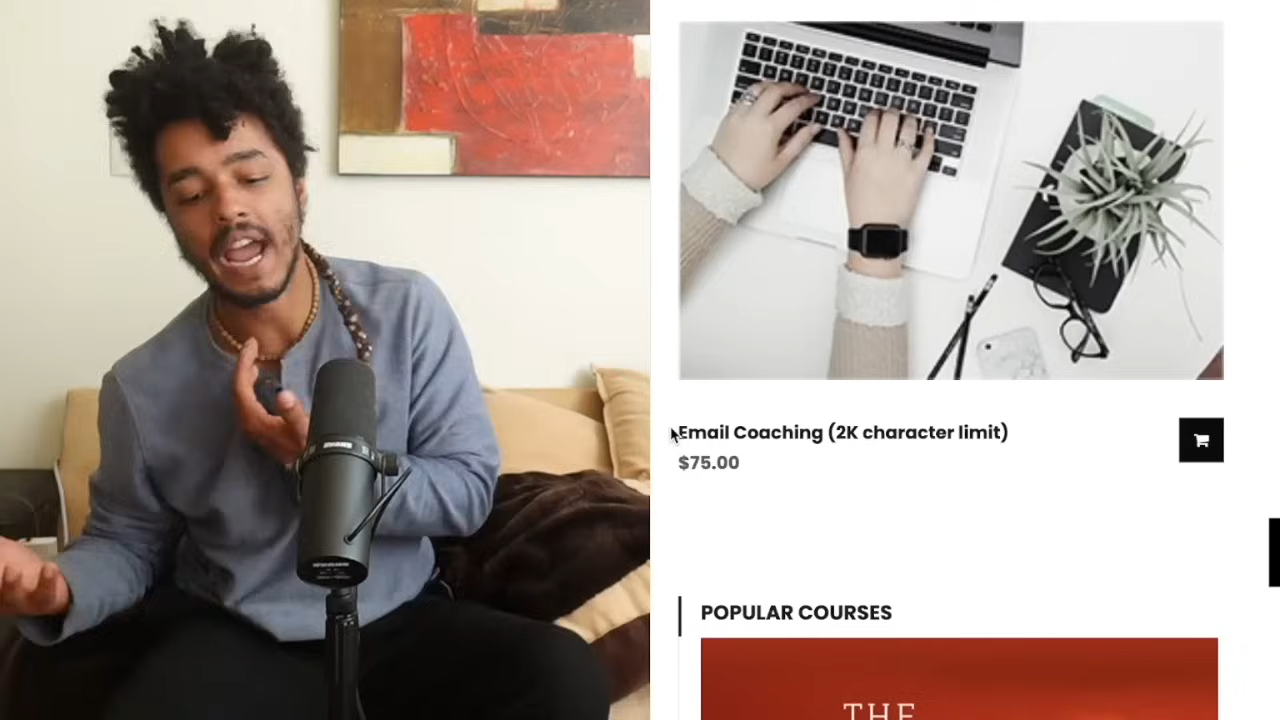 Email Coaching (2K character limit)
$75.00
POPULAR COURSES
THE